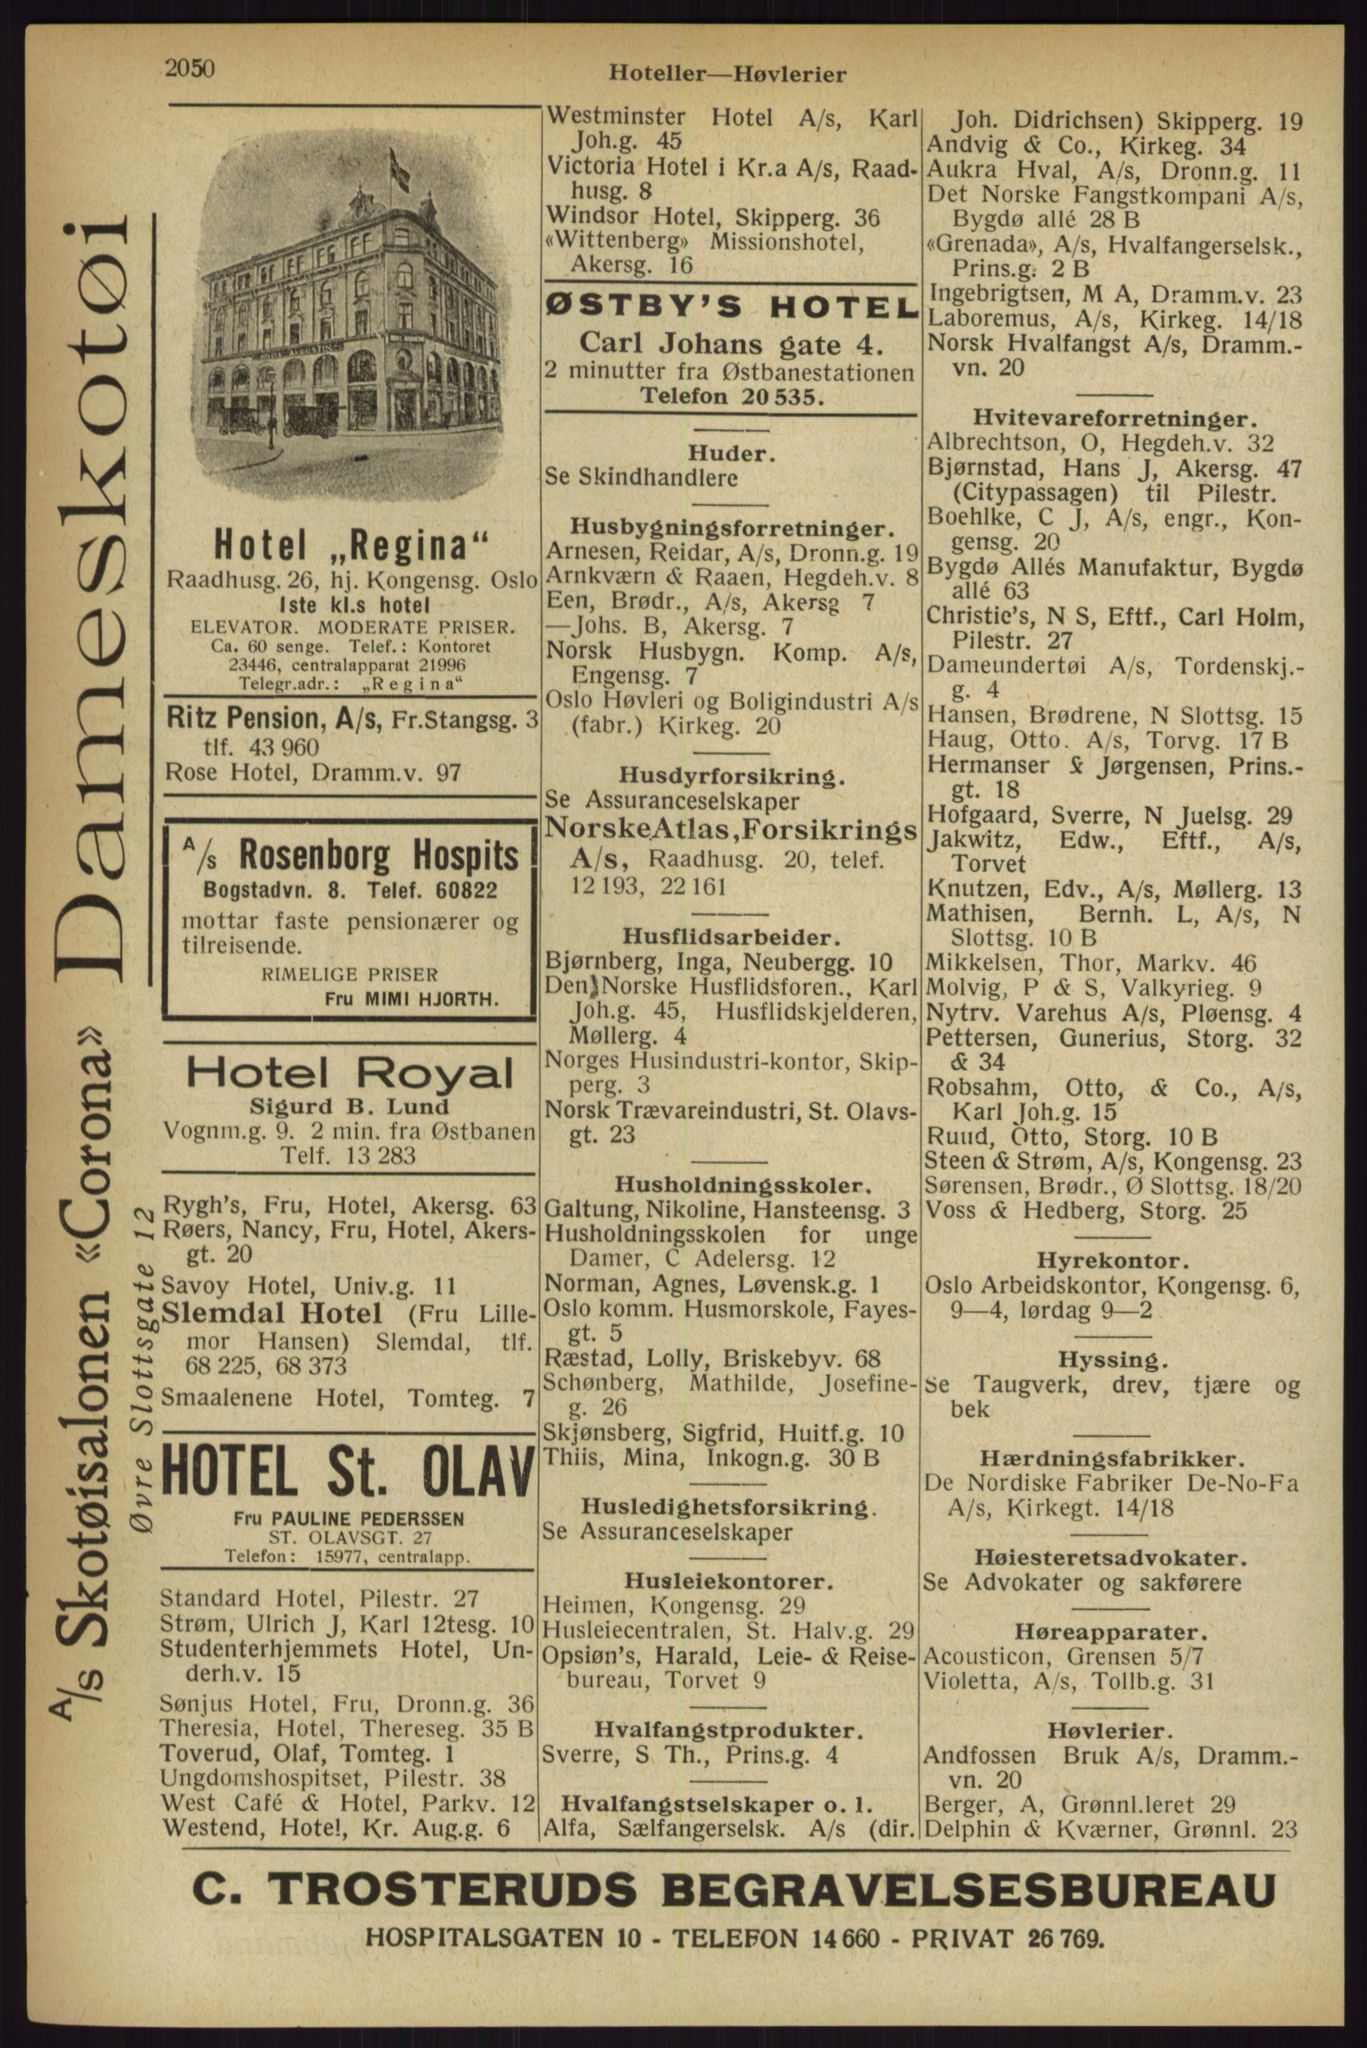 2050
Hoteller—Høvlerier
A/s Skotøisalonen «Corona» Dameskotøi
Øvre Slottsgate 12
Hotel „Regina“
Raadhusg. 26, hj. Kongensg. Oslo
1ste kl.s hotel
ELEVATOR. MODERATE PRISER.
Ca. 60 senge. Telef.: Kontoret
23446, centralapparat 21996
Telegr.adr.: „Regina“
Ritz Pension, A/s, Fr.Stangsg. 3
tlf. 43 960
Rose Hotel, Dramm.v. 97
A/s Rosenborg Hospits
Bogstadvn. 8. Telef. 60822
mottar faste pensionærer og
tilreisende.
RIMELIGE PRISER
Fru MIMI HJORTH.
Hotel Royal
Sigurd B. Lund
Vognm.g. 9. 2 min. fra Østbanen
Telf. 13 283
Rygh's, Fru, Hotel, Akersg. 63
Røers, Nancy, Fru, Hotel, Akers-
gt. 20
Savoy Hotel, Univ.g. 11
Slemdal Hotel (Fru Lille-
mor Hansen) Slemdal, tlf.
68 225, 68 373
Smaalenene Hotel, Tomteg. 7
HOTEL St. OLAV
Fru PAULINE PEDERSSEN
ST. OLAVSGT. 27
Telefon: 15977, centralapp.
Standard Hotel, Pilestr. 27
Strøm, Ulrich J, Karl 12tesg. 10
Studenterhjemmets Hotel, Un-
derh.v. 15
Sønjus Hotel, Fru, Dronn.g. 36
Theresia, Hotel, Thereseg. 35 B
Toverud, Olaf, Tomteg. 1
Ungdomshospitset, Pilestr. 38
West Café & Hotel, Parkv. 12
Westend, Hotel, Kr. Aug.g. 6
Westminster Hotel A/s, Karl
Joh.g. 45
Victoria Hotel i Kr.a A/s, Raad-
husg. 8
Windsor Hotel, Skipperg. 36
«Wittenberg» Missionshotel,
Akersg. 16
ØSTBY'S HOTEL
Carl Johans gate 4.
2 minutter fra Østbanestationen
Telefon 20 535.
Huder.
Se Skindhandlere
Husbygningsforretninger.
Arnesen, Reidar, A/s, Dronn.g. 19
Arnkværn & Raaen, Hegdeh.v. 8
Een, Brødr., A/s, Akersg 7
—Johs. B, Akersg. 7
Norsk Husbygn. Komp. A/s,
Engensg. 7
Oslo Høvleri og Boligindustri A/s
(fabr.) Kirkeg. 20
Husdyrforsikring.
Se Assuranceselskaper
Norske Atlas, Forsikrings
A/s, Raadhusg. 20, telef.
12 193, 22 161
Husflidsarbeider.
Bjørnberg, Inga, Neubergg. 10
Den Norske Husflidsforen., Karl
Joh.g. 45, Husflidskjelderen,
Møllerg. 4
Norges Husindustri-kontor, Skip-
perg. 3
Norsk Trævareindustri, St. Olavs-
gt. 23
Husholdningsskoler.
Galtung, Nikoline, Hansteensg. 3
Husholdningsskolen for unge
Damer, C Adelersg. 12
Norman, Agnes, Løvensk.g. 1
Oslo komm. Husmorskole, Fayes-
gt. 5
Ræstad, Lolly, Briskebyv. 68
Schønberg, Mathilde, Josefine-
g. 26
Skjønsberg, Sigfrid, Huitf.g. 10
Thiis, Mina, Inkogn.g. 30 B
Husledighetsforsikring.
Se Assuranceselskaper
Husleiekontorer.
Heimen, Kongensg. 29
Husleiecentralen, St. Halv.g. 29
Opsiøn's, Harald, Leie- & Reise-
bureau, Torvet 9
Hvalfangstprodukter.
Sverre, S Th., Prins.g. 4
Hvalfangstselskaper o. l.
Alfa, Sælfangerselsk. A/s (dir.
Joh. Didrichsen) Skipperg. 19
Andvig & Co., Kirkeg. 34
Aukra Hval, A/s, Dronn.g. 11
Det Norske Fangstkompani A/s,
Bygdø allé 28 B
«Grenada», A/s, Hvalfangerselsk.,
Prins.g. 2 B
Ingebrigtsen, M A, Dramm.v. 23
Laboremus, A/s, Kirkeg. 14/18
Norsk Hvalfangst A/s, Dramm.-
vn. 20
Hvitevareforretninger.
Albrechtson, O, Hegdeh.v. 32
Bjørnstad, Hans J, Akersg. 47
(Citypassagen) til Pilestr.
Boehlke, C J, A/s, engr., Kon-
gensg. 20
Bygdø Allés Manufaktur, Bygdø
allé 63
Christie's, N S, Eftf., Carl Holm,
Pilestr. 27
Dameundertøi A/s, Tordenskj.-
g. 4
Hansen, Brødrene, N Slottsg. 15
Haug, Otto. A/s, Torvg. 17 B
Hermanser & Jørgensen, Prins.-
gt. 18
Hofgaard, Sverre, N Juelsg. 29
Jakwitz, Edw., Eftf., A/s,
Torvet
Knutzen, Edv., A/s, Møllerg. 13
Mathisen, Bernh. L, A/s, N
Slottsg. 10 B
Mikkelsen, Thor, Markv. 46
Molvig, P & S, Valkyrieg. 9
Nytrv. Varehus A/s, Pløensg. 4
Pettersen, Gunerius, Storg. 32
& 34
Robsahm, Otto, & Co., A/s,
Karl Joh.g. 15
Ruud, Otto, Storg. 10 B
Steen & Strøm, A/s, Kongensg. 23
Sørensen, Brødr., Ø Slottsg. 18/20
Voss & Hedberg, Storg. 25
Hyrekontor.
Oslo Arbeidskontor, Kongensg. 6,
9—4, lørdag 9—2
Hyssing.
Se Taugverk, drev, tjære og
bek
Hærdningsfabrikker.
De Nordiske Fabriker De-No-Fa
A/s, Kirkegt. 14/18
Høiesteretsadvokater.
Se Advokater og sakførere
Høreapparater.
Acousticon, Grensen 5/7
Violetta, A/s, Tollb.g. 31
Høvlerier.
Andfossen Bruk A/s, Dramm.-
vn. 20
Berger, A, Grønnl.leret 29
Delphin & Kværner, Grønnl. 23
C. TROSTERUDS BEGRAVELSESBUREAU
HOSPITALSGATEN 10 - TELEFON 14 660 - PRIVAT 26 769.